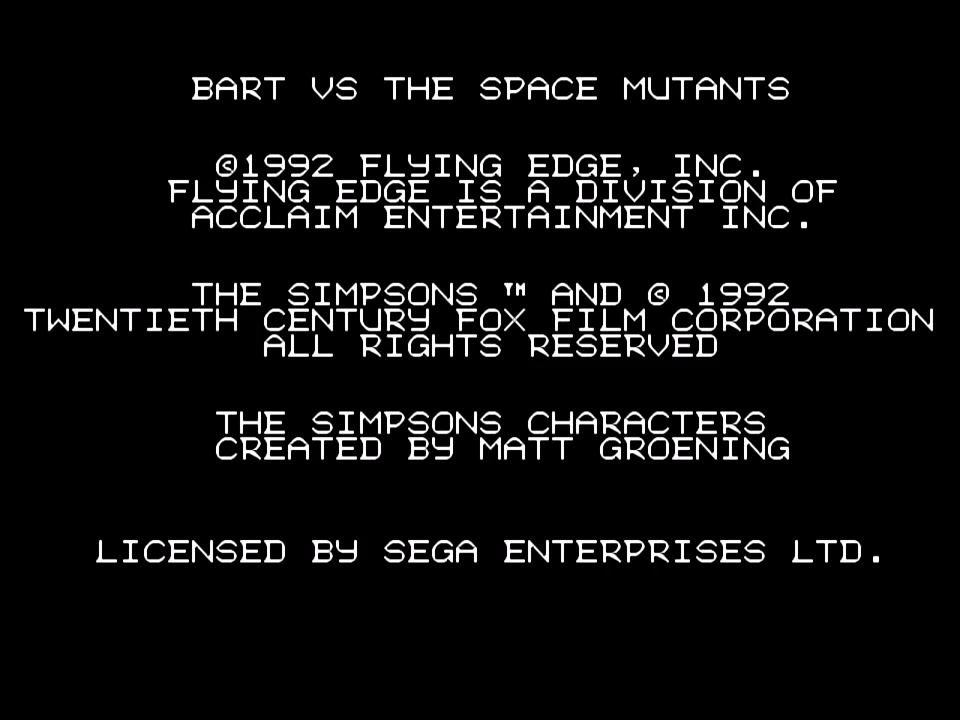 BART VS THE SPACE MUTANTS
©1992 FLYING EDGE, INC.
FLYING EDGE IS A DIVISION OF
ACCLAIM ENTERTAINMENT INC.
THE SIMPSONS ™ AND © 1992
TWENTIETH CENTURY FOX FILM CORPORATION
ALL RIGHTS RESERVED
THE SIMPSONS CHARACTERS
CREATED BY MATT GROENING
LICENSED BY SEGA ENTERPRISES LTD.